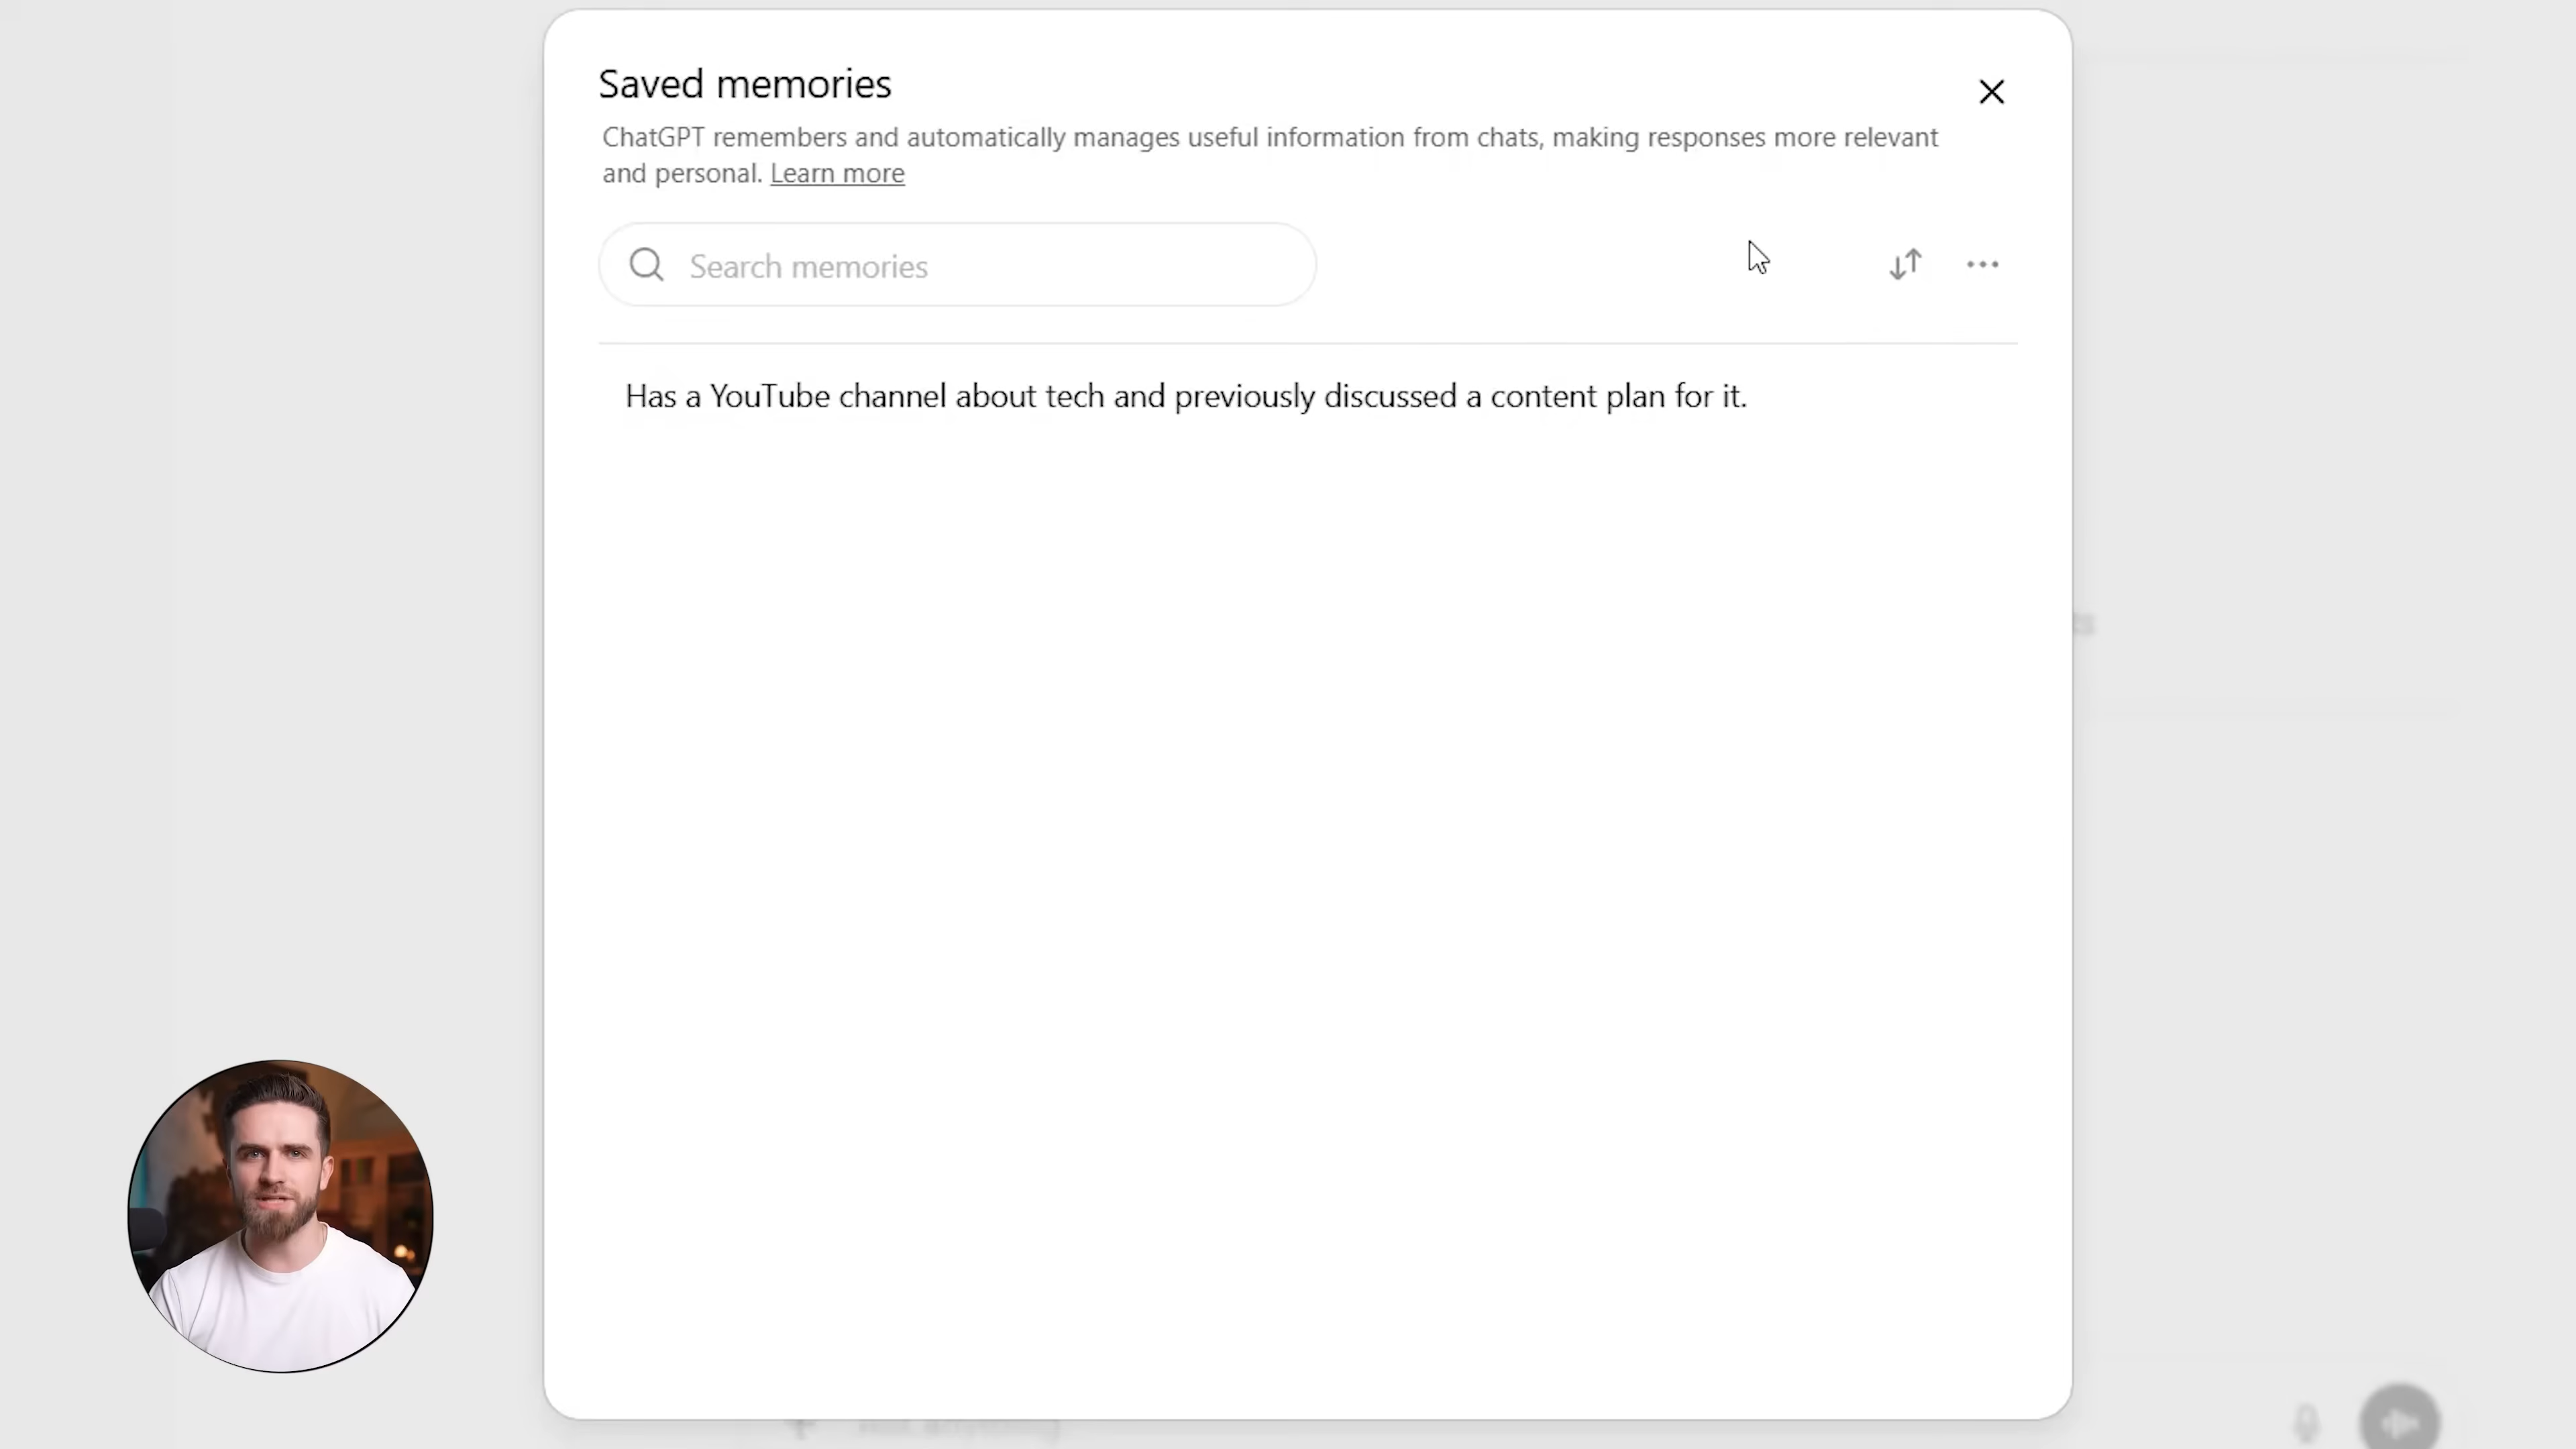 Saved memories
ChatGPT remembers and automatically manages useful information from chats, making responses more relevant
and personal. Learn more
Search memories
Has a YouTube channel about tech and previously discussed a content plan for it.